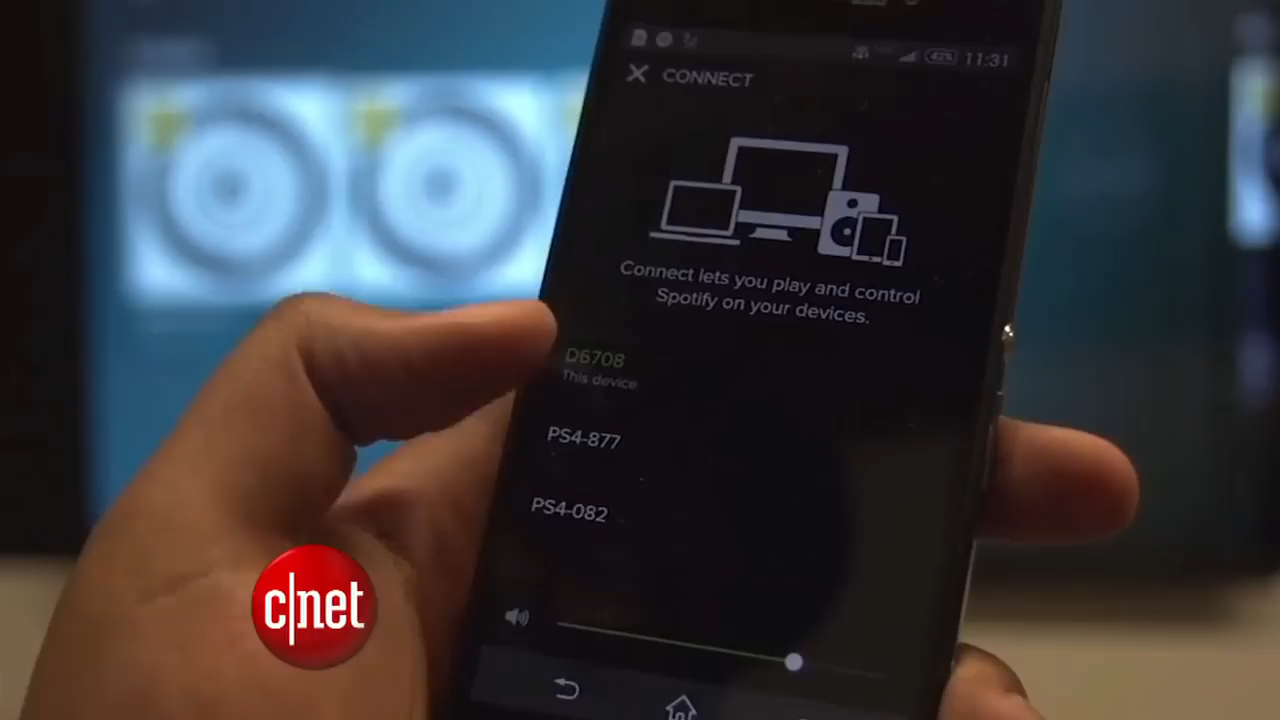 42%
11:31
CONNECT
Connect lets you play and control
Spotify on your devices.
D6708
This device
PS4-877
PS4-082
c|net